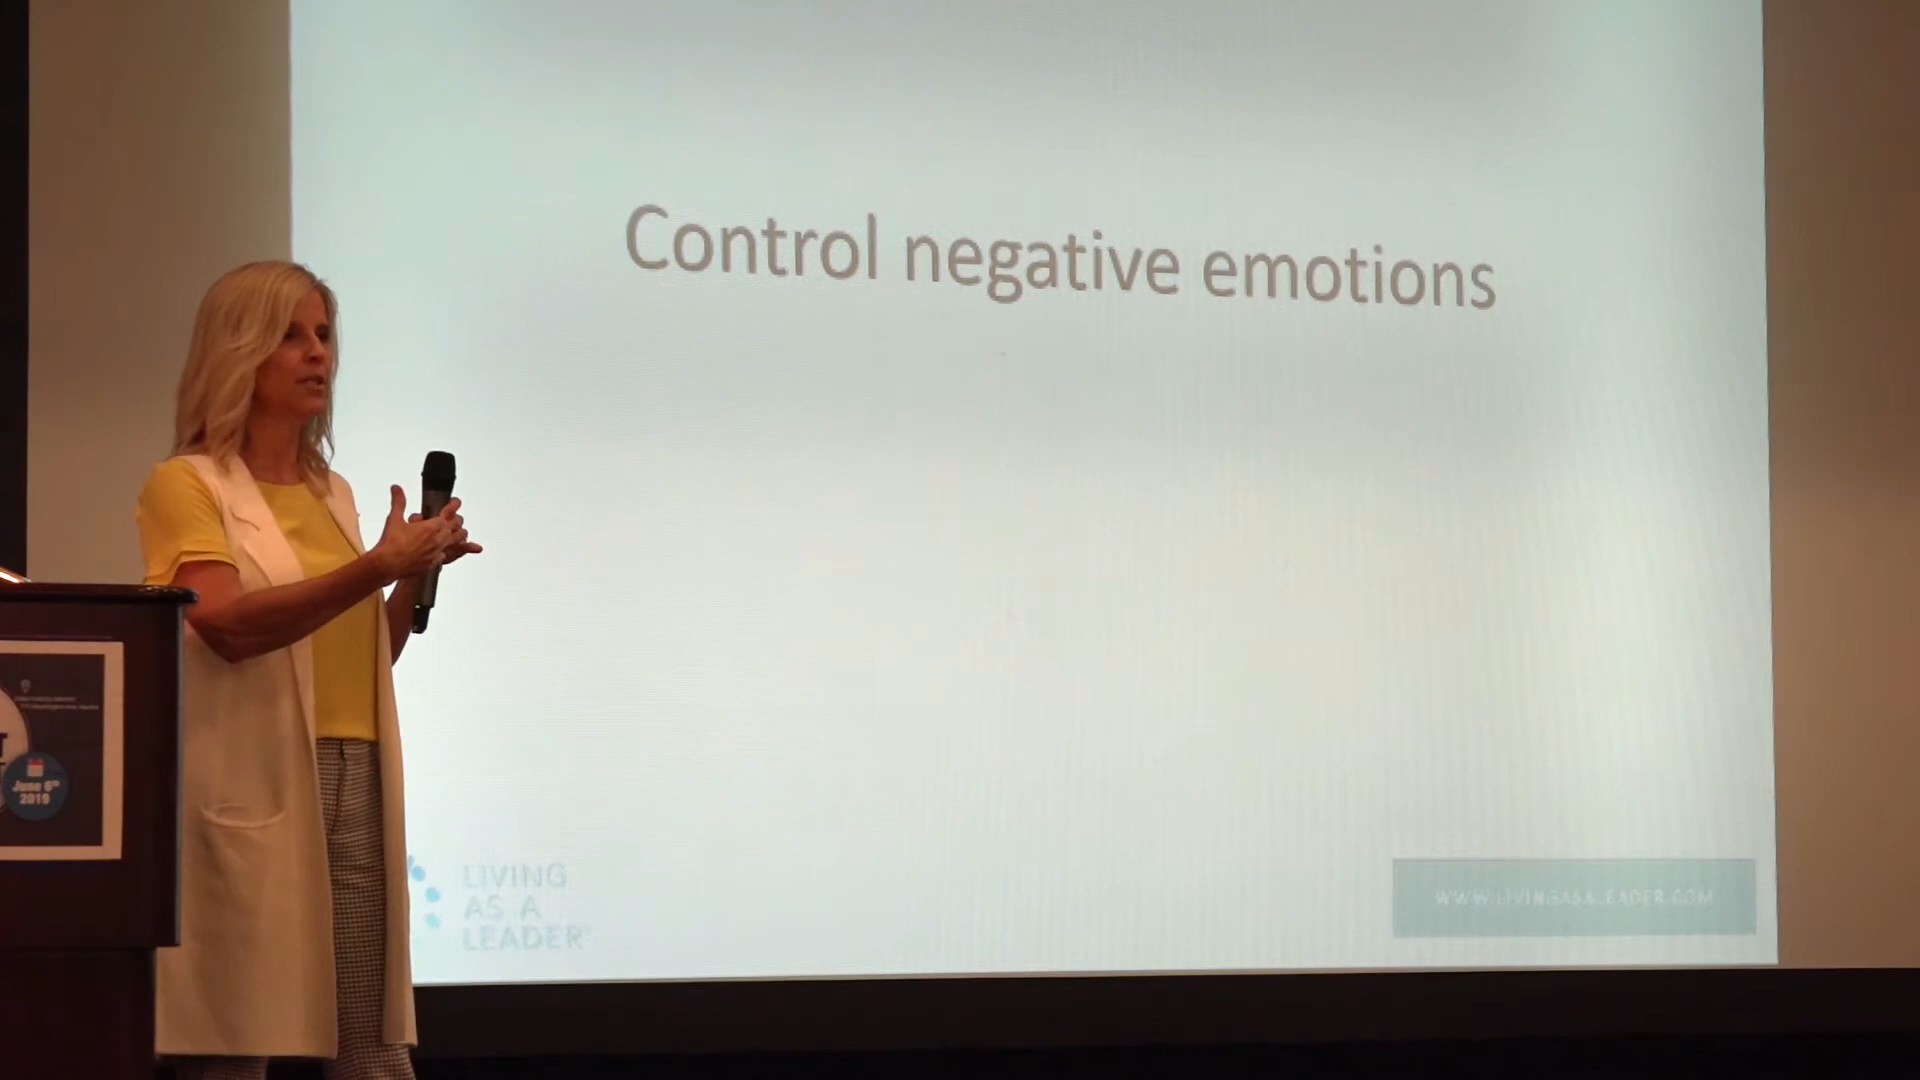 Control negative emotions
LIVING
AS A
LEADER
WWW.LIVINGASALEADER.COM
June 6th
2019